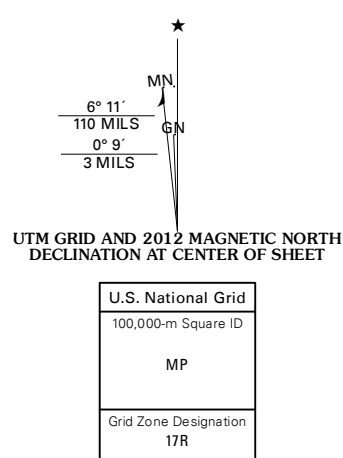 ★
MN.
6° 11´
110 MILS
GN
0° 9´
3 MILS
UTM GRID AND 2012 MAGNETIC NORTH
DECLINATION AT CENTER OF SHEET
U.S. National Grid
100,000-m Square ID
MP
Grid Zone Designation
17R